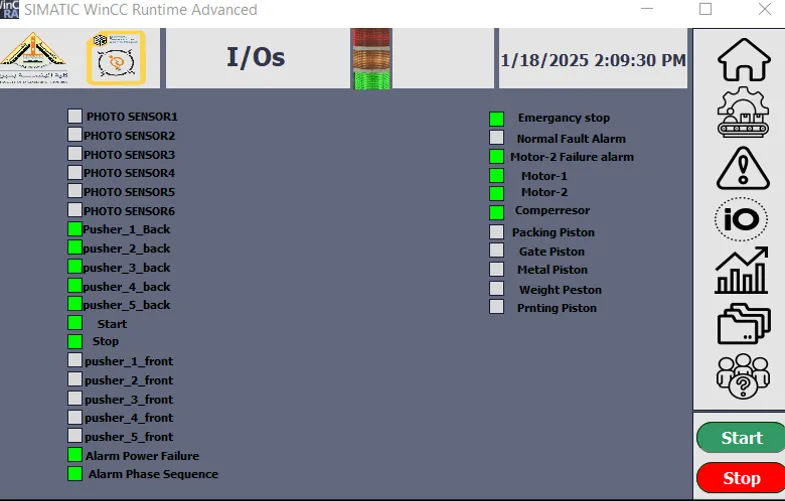 SIMATIC WinCC Runtime Advanced
I/Os
1/18/2025 2:09:30 PM
PHOTO SENSOR1
PHOTO SENSOR2
PHOTO SENSOR3
PHOTO SENSOR4
PHOTO SENSOR5
PHOTO SENSOR6
Pusher_1_Back
pusher_2_back
pusher_3_back
pusher_4_back
pusher_5_back
Start
Stop
pusher_1_front
pusher_2_front
pusher_3_front
pusher_4_front
pusher_5_front
Alarm Power Failure
Alarm Phase Sequence
Emergancy stop
Normal Fault Alarm
Motor-2 Failure alarm
Motor-1
Motor-2
Comperresor
Packing Piston
Gate Piston
Metal Piston
Weight Peston
Prnting Piston
iO
Start
Stop